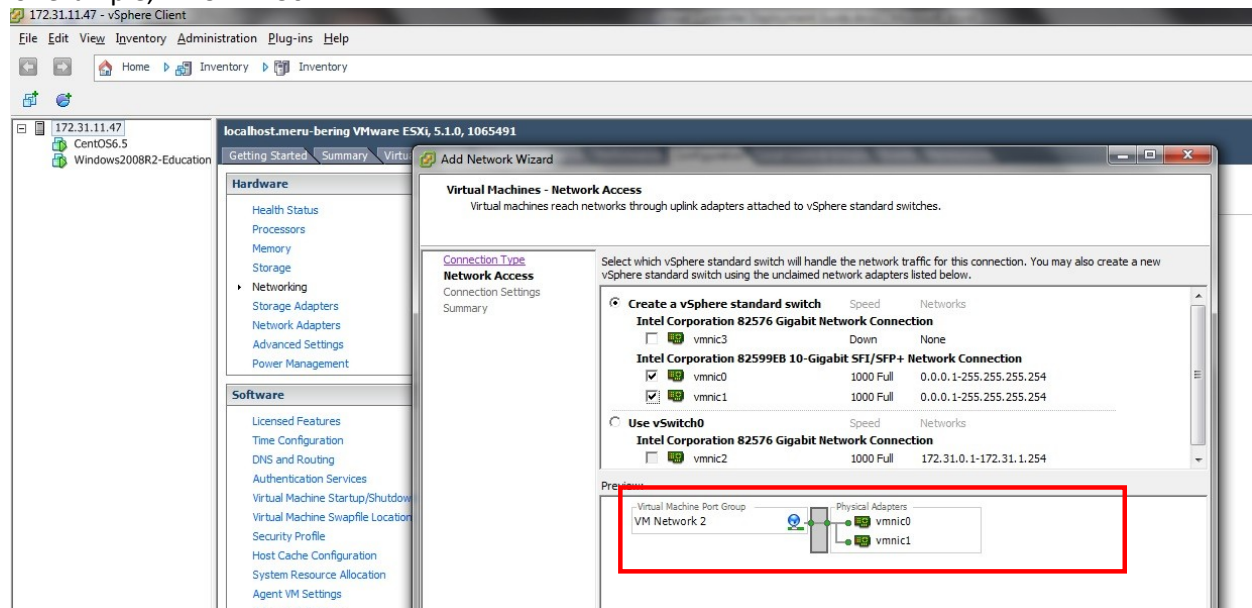 172.31.11.47 - vSphere Client
File Edit View Inventory Administration Plug-ins Help
Home Inventory Inventory
172.31.11.47
CentOS6.5
Windows2008R2-Education
localhost.meru-bering VMware ESXi, 5.1.0, 1065491
Getting Started Summary
Hardware
Health Status
Processors
Memory
Storage
Networking
Storage Adapters
Network Adapters
Advanced Settings
Power Management
Software
Licensed Features
Time Configuration
DNS and Routing
Authentication Services
Virtual Machine Startup/Shutdow
Virtual Machine Swapfile Location
Security Profile
Host Cache Configuration
System Resource Allocation
Agent VM Settings
Add Network Wizard
Virtual Machines - Network Access
Virtual machines reach networks through uplink adapters attached to vSphere standard switches.
Connection Type
Network Access
Connection Settings
Summary
Select which vSphere standard switch will handle the network traffic for this connection. You may also create a new
vSphere standard switch using the unclaimed network adapters listed below.
Create a vSphere standard switch Speed Networks
Intel Corporation 82576 Gigabit Network Connection
vmnic3 Down None
Intel Corporation 82599EB 10-Gigabit SFI/SFP+ Network Connection
vmnic0 1000 Full 0.0.0.1-255.255.255.254
vmnic1 1000 Full 0.0.0.1-255.255.255.254
Use vSwitch0 Speed Networks
Intel Corporation 82576 Gigabit Network Connection
vmnic2 1000 Full 172.31.0.1-172.31.1.254
Preview:
Virtual Machine Port Group Physical Adapters
VM Network 2 vmnic0
vmnic1